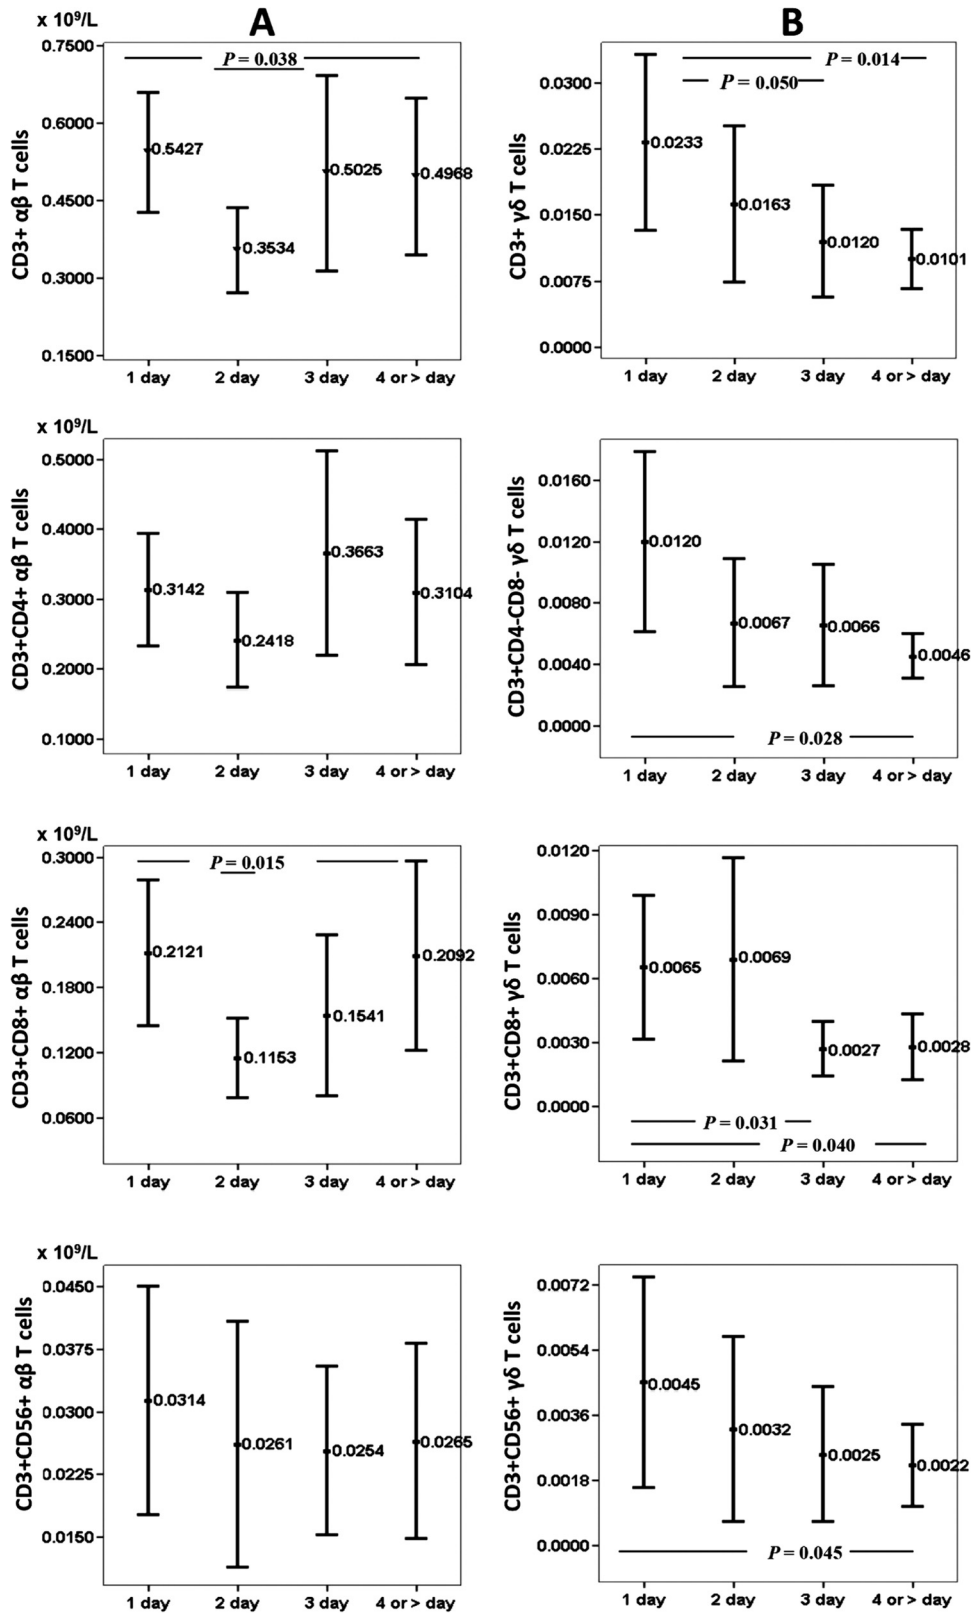 A
x 10⁹/L
CD3+ αβ T cells
0.7500
0.6000
0.4500
0.3000
0.1500
P = 0.038
0.5427
0.3534
0.5025
0.4968
1 day 2 day 3 day 4 or > day
B
CD3+ γδ T cells
0.0300
0.0225
0.0150
0.0075
0.0000
P = 0.014
P = 0.050
0.0233
0.0163
0.0120
0.0101
1 day 2 day 3 day 4 or > day
x 10⁹/L
CD3+CD4+ αβ T cells
0.5000
0.4000
0.3000
0.2000
0.1000
0.3142
0.2418
0.3663
0.3104
1 day 2 day 3 day 4 or > day
CD3+CD4-CD8- γδ T cells
0.0160
0.0120
0.0080
0.0040
0.0000
0.0120
0.0067
0.0066
0.0046
P = 0.028
1 day 2 day 3 day 4 or > day
x 10⁹/L
CD3+CD8+ αβ T cells
0.3000
0.2400
0.1800
0.1200
0.0600
P = 0.015
0.2121
0.1153
0.1541
0.2092
1 day 2 day 3 day 4 or > day
CD3+CD8+ γδ T cells
0.0120
0.0090
0.0060
0.0030
0.0000
0.0065
0.0069
0.0027
0.0028
P = 0.031
P = 0.040
1 day 2 day 3 day 4 or > day
x 10⁹/L
CD3+CD56+ αβ T cells
0.0450
0.0375
0.0300
0.0225
0.0150
0.0314
0.0261
0.0254
0.0265
1 day 2 day 3 day 4 or > day
CD3+CD56+ γδ T cells
0.0072
0.0054
0.0036
0.0018
0.0000
0.0045
0.0032
0.0025
0.0022
P = 0.045
1 day 2 day 3 day 4 or > day